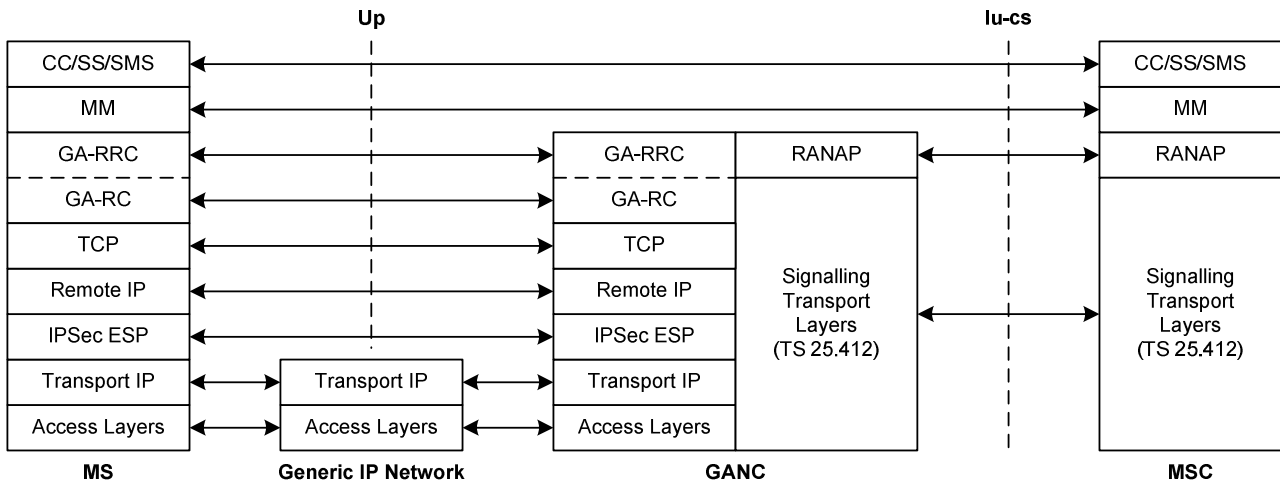 Up
Iu-cs
CC/SS/SMS
CC/SS/SMS
MM
MM
GA-RRC
GA-RRC
RANAP
RANAP
GA-RC
GA-RC
TCP
TCP
Remote IP
Remote IP
IPSec ESP
IPSec ESP
Signalling
Transport
Layers
(TS 25.412)
Signalling
Transport
Layers
(TS 25.412)
Transport IP
Transport IP
Transport IP
Access Layers
Access Layers
Access Layers
MS
Generic IP Network
GANC
MSC